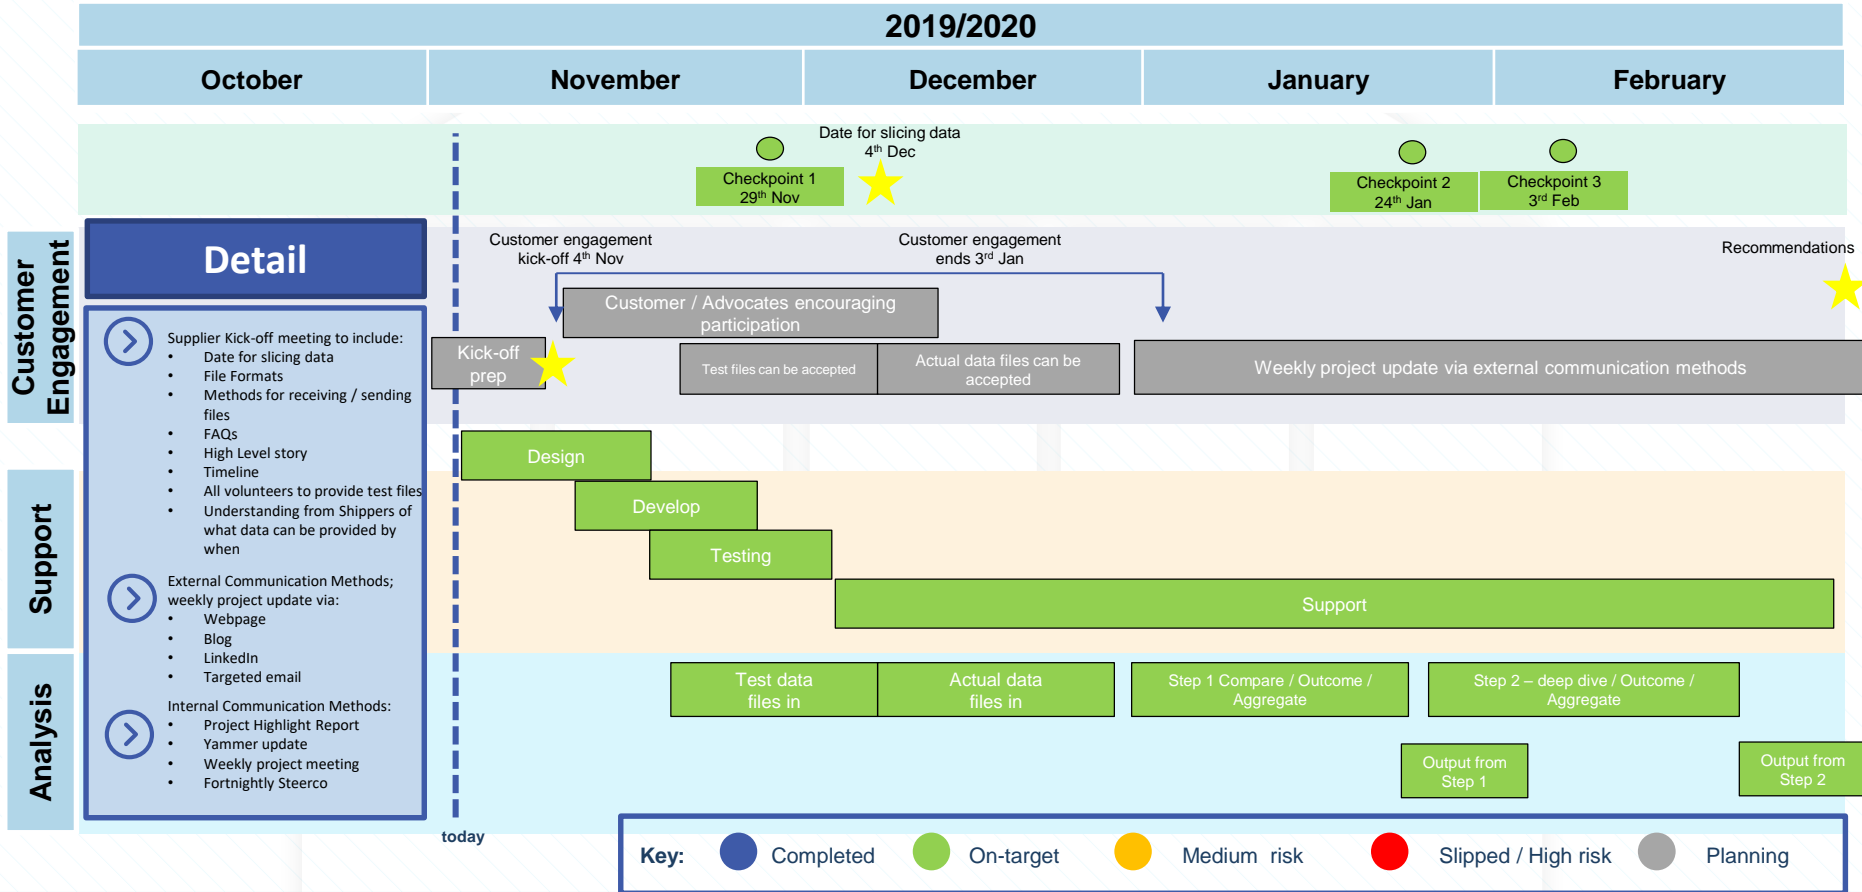 2019/2020
October
November
December
January
February
Date for slicing data
4th Dec
Checkpoint 1
29th Nov
Checkpoint 2
24th Jan
Checkpoint 3
3rd Feb
Customer
Engagement
Detail
Supplier Kick-off meeting to include:
• Date for slicing data
• File Formats
• Methods for receiving / sending
files
• FAQs
• High Level story
• Timeline
• All volunteers to provide test files
• Understanding from Shippers of
what data can be provided by
when
External Communication Methods;
weekly project update via:
• Webpage
• Blog
• LinkedIn
• Targeted email
Internal Communication Methods:
• Project Highlight Report
• Yammer update
• Weekly project meeting
• Fortnightly Steerco
Customer engagement
kick-off 4th Nov
Customer engagement
ends 3rd Jan
Recommendations
Customer / Advocates encouraging
participation
Kick-off
prep
Test files can be accepted
Actual data files can be
accepted
Weekly project update via external communication methods
Support
Design
Develop
Testing
Support
Analysis
Test data
files in
Actual data
files in
Step 1 Compare / Outcome /
Aggregate
Step 2 – deep dive / Outcome /
Aggregate
Output from
Step 1
Output from
Step 2
today
Key:
Completed
On-target
Medium risk
Slipped / High risk
Planning